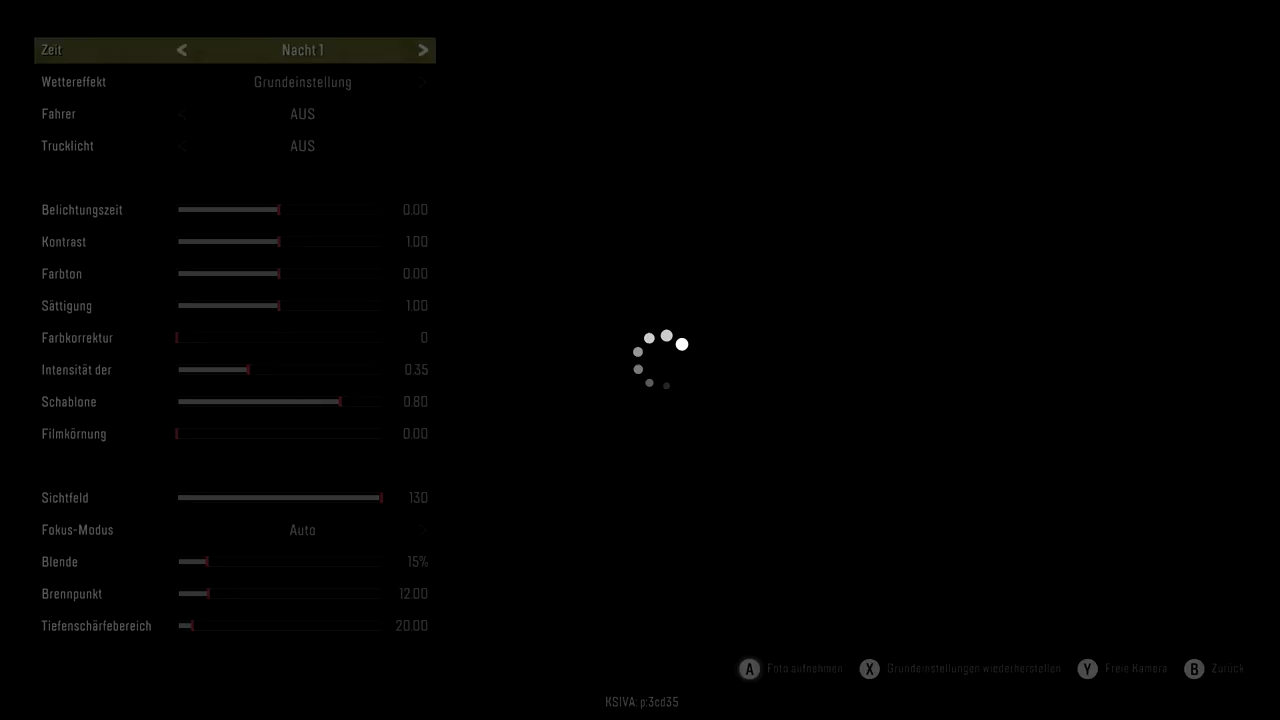 Zeit < Nacht 1 >
Wettereffekt Grundeinstellung >
Fahrer < AUS
Trucklicht < AUS
Belichtungszeit 0.00
Kontrast 1.00
Farbton 0.00
Sättigung 1.00
Farbkorrektur 0
Intensität der 0.35
Schablone 0.80
Filmkörnung 0.00
Sichtfeld 130
Fokus-Modus Auto >
Blende 15%
Brennpunkt 12.00
Tiefenschärfebereich 20.00
A Foto aufnehmen X Grundeinstellungen wiederherstellen Y Freie Kamera B Zurück
KSIVA: p:3cd35